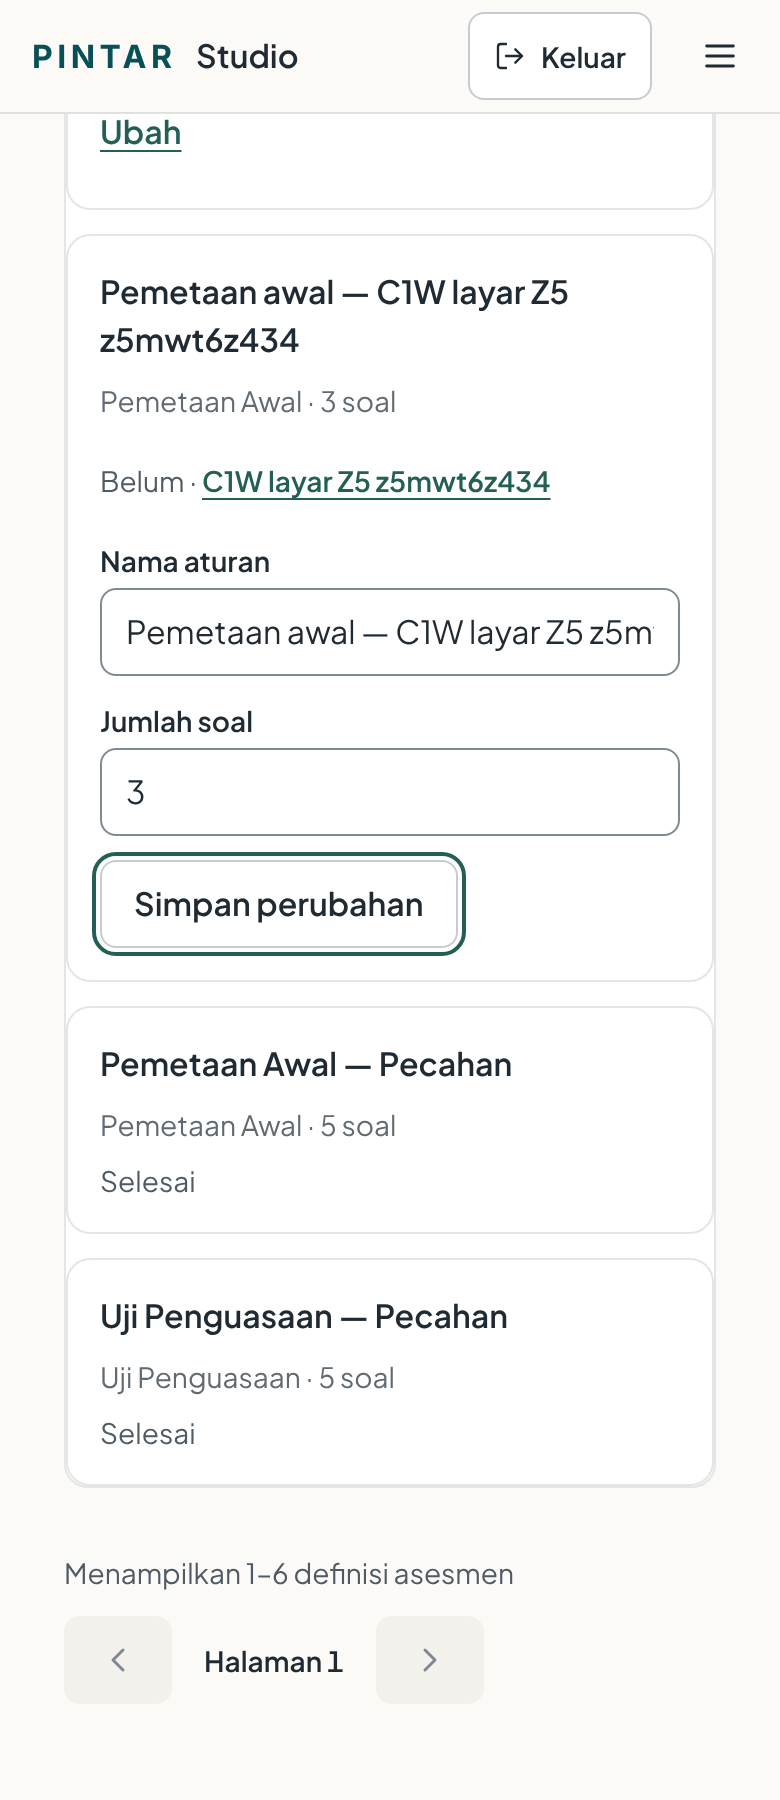 PINTAR Studio
Keluar
Ubah
Pemetaan awal — C1W layar Z5
z5mwt6z434
Pemetaan Awal · 3 soal
Belum · C1W layar Z5 z5mwt6z434
Nama aturan
Pemetaan awal — C1W layar Z5 z5m
Jumlah soal
3
Simpan perubahan
Pemetaan Awal — Pecahan
Pemetaan Awal · 5 soal
Selesai
Uji Penguasaan — Pecahan
Uji Penguasaan · 5 soal
Selesai
Menampilkan 1–6 definisi asesmen
Halaman 1